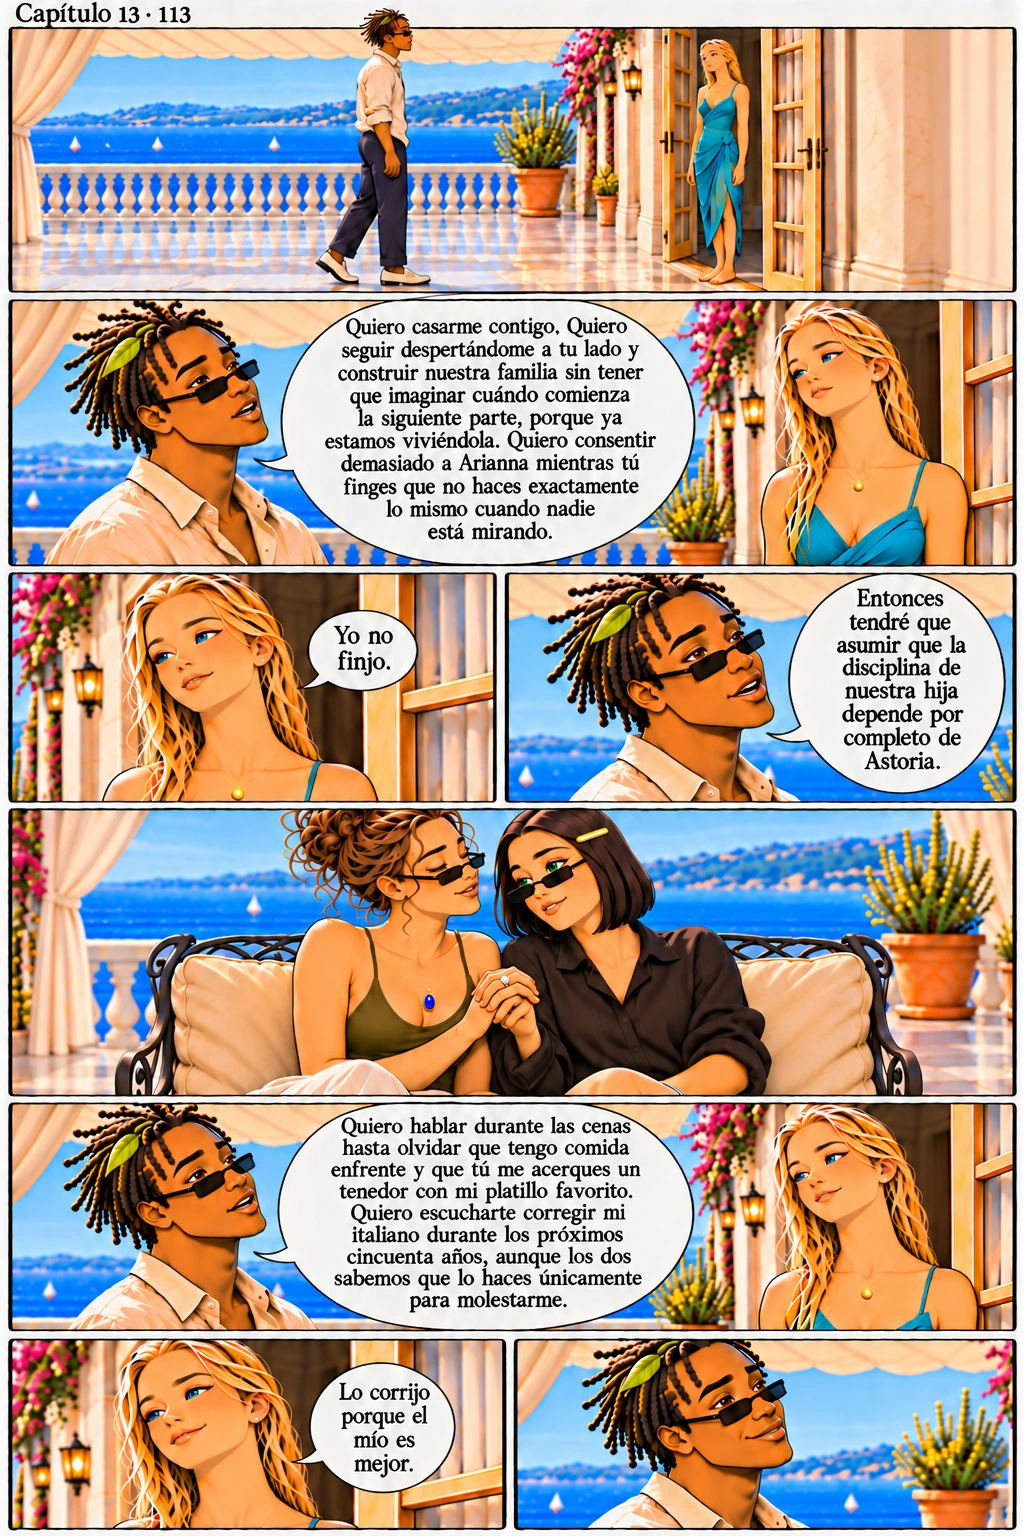 Capítulo 13 · 113
Quiero casarme contigo, Quiero
seguir despertándome a tu lado y
construir nuestra familia sin tener
que imaginar cuándo comienza
la siguiente parte, porque ya
estamos viviéndola. Quiero consentir
demasiado a Arianna mientras tú
finges que no haces exactamente
lo mismo cuando nadie
está mirando.
Yo no
finjo.
Entonces
tendré que
asumir que la
disciplina de
nuestra hija
depende por
completo de
Astoria.
Quiero hablar durante las cenas
hasta olvidar que tengo comida
enfrente y que tú me acerques un
tenedor con mi platillo favorito.
Quiero escucharte corregir mi
italiano durante los próximos
cincuenta años, aunque los dos
sabemos que lo haces únicamente
para molestarme.
Lo corrijo
porque el
mío es
mejor.